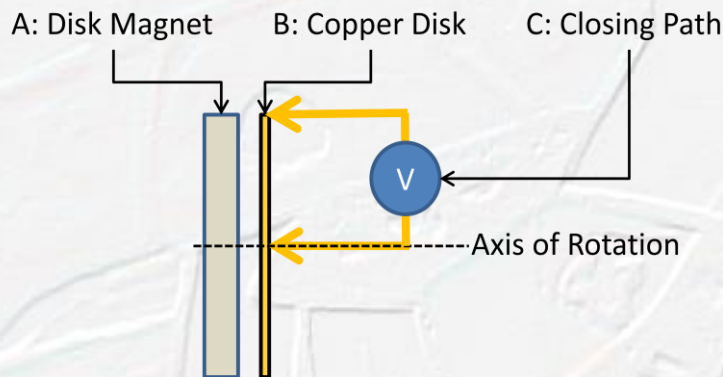 A: Disk Magnet
B: Copper Disk
C: Closing Path
V
Axis of Rotation